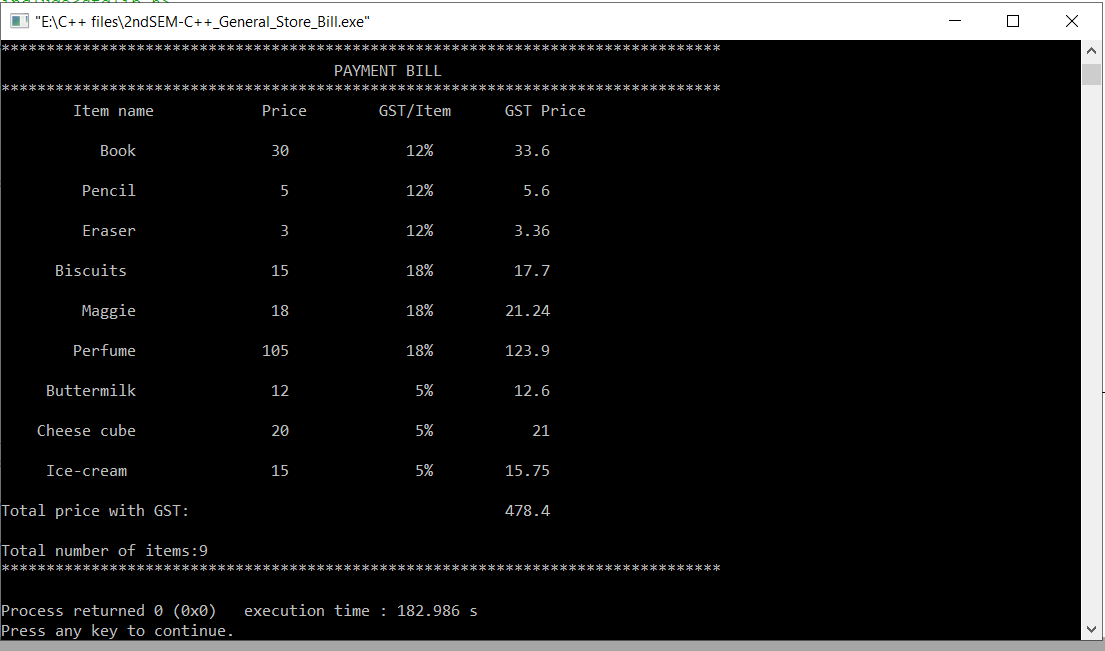 "E:\C++ files\2ndSEM-C++_General_Store_Bill.exe"
********************************************************************************
PAYMENT BILL
********************************************************************************
Item name Price GST/Item GST Price
Book 30 12% 33.6
Pencil 5 12% 5.6
Eraser 3 12% 3.36
Biscuits 15 18% 17.7
Maggie 18 18% 21.24
Perfume 105 18% 123.9
Buttermilk 12 5% 12.6
Cheese cube 20 5% 21
Ice-cream 15 5% 15.75
Total price with GST: 478.4
Total number of items:9
********************************************************************************
Process returned 0 (0x0) execution time : 182.986 s
Press any key to continue.